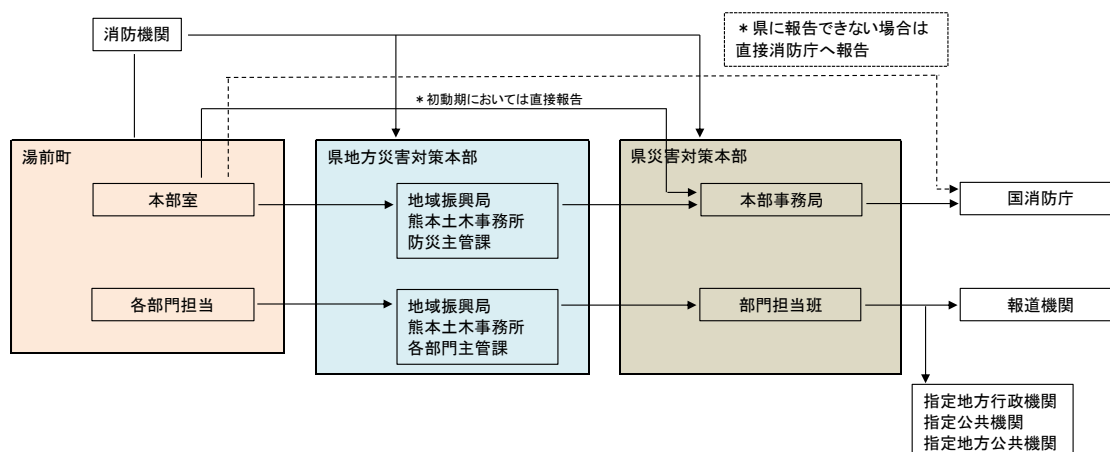 消防機関
＊県に報告できない場合は
直接消防庁へ報告
＊初動期においては直接報告
湯前町
県地方災害対策本部
県災害対策本部
本部室
地域振興局
熊本土木事務所
防災主管課
本部事務局
国消防庁
各部門担当
地域振興局
熊本土木事務所
各部門主管課
部門担当班
報道機関
指定地方行政機関
指定公共機関
指定地方公共機関